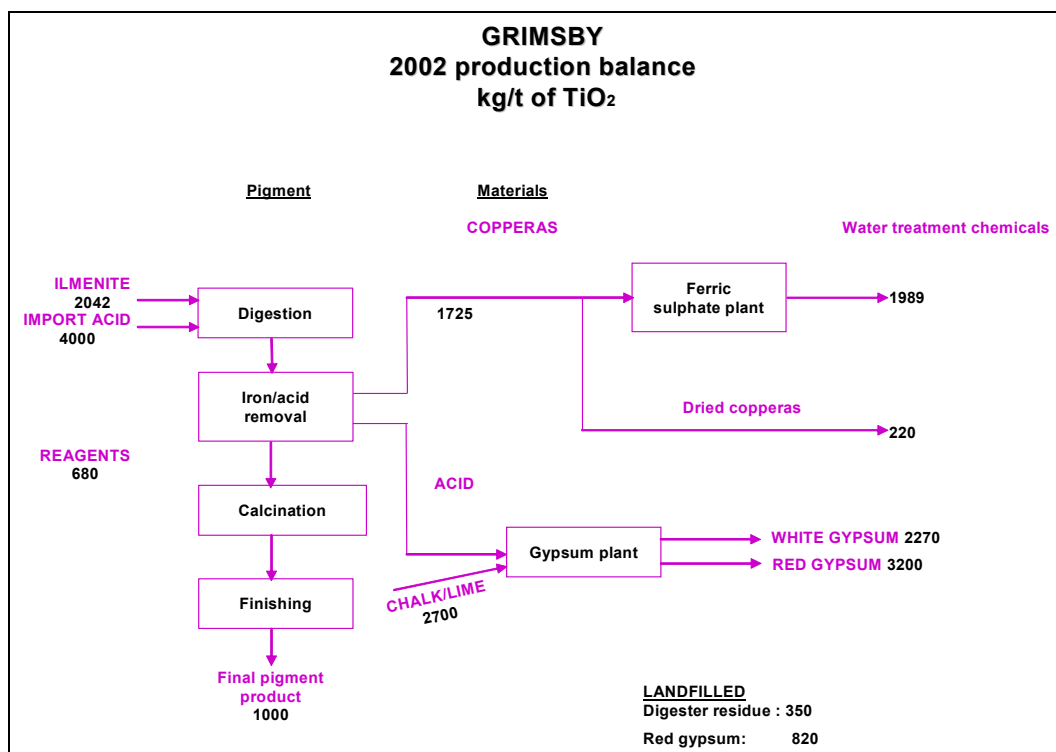 GRIMSBY
2002 production balance
kg/t of TiO2
Pigment
Materials
COPPERAS
Water treatment chemicals
ILMENITE
2042
IMPORT ACID
4000
Digestion
1725
Ferric
sulphate plant
1989
Iron/acid
removal
Dried copperas
220
REAGENTS
680
ACID
Calcination
Gypsum plant
WHITE GYPSUM 2270
RED GYPSUM 3200
CHALK/LIME
2700
Finishing
Final pigment
product
1000
LANDFILLED
Digester residue : 350
Red gypsum: 820